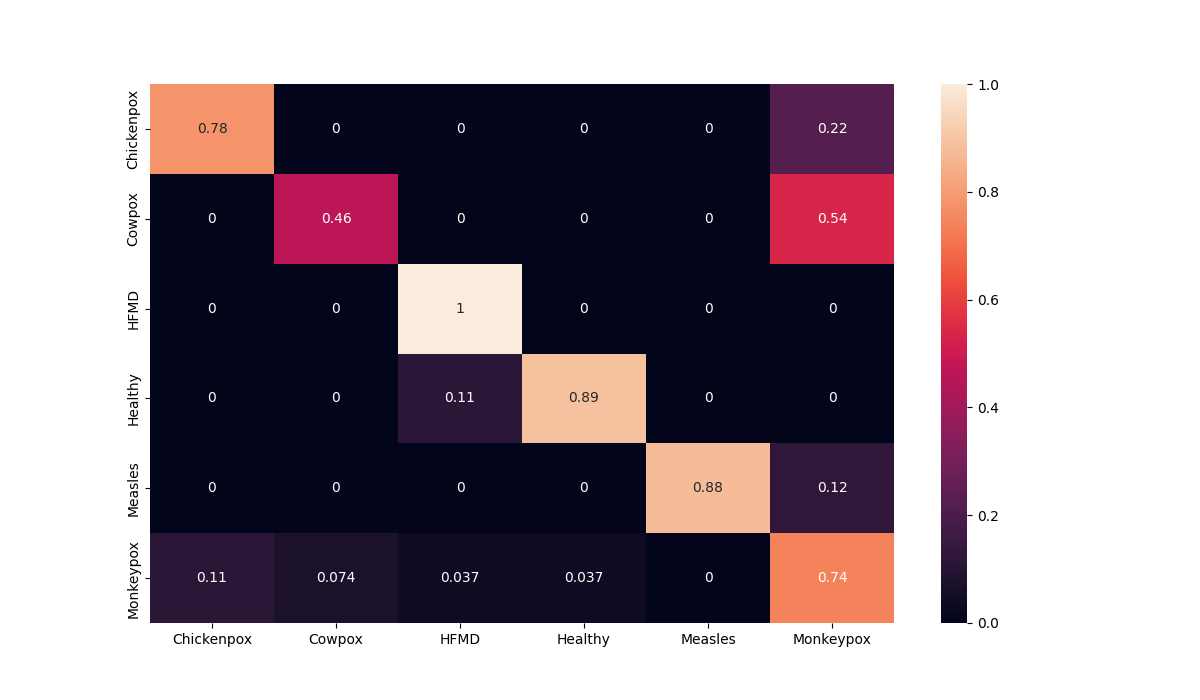 Chickenpox 0.78 0 0 0 0 0.22 1.0
Cowpox 0 0.46 0 0 0 0.54 0.8
HFMD 0 0 1 0 0 0 0.6
Healthy 0 0 0.11 0.89 0 0 0.4
Measles 0 0 0 0 0.88 0.12 0.2
Monkeypox 0.11 0.074 0.037 0.037 0 0.74 0.0
Chickenpox Cowpox HFMD Healthy Measles Monkeypox